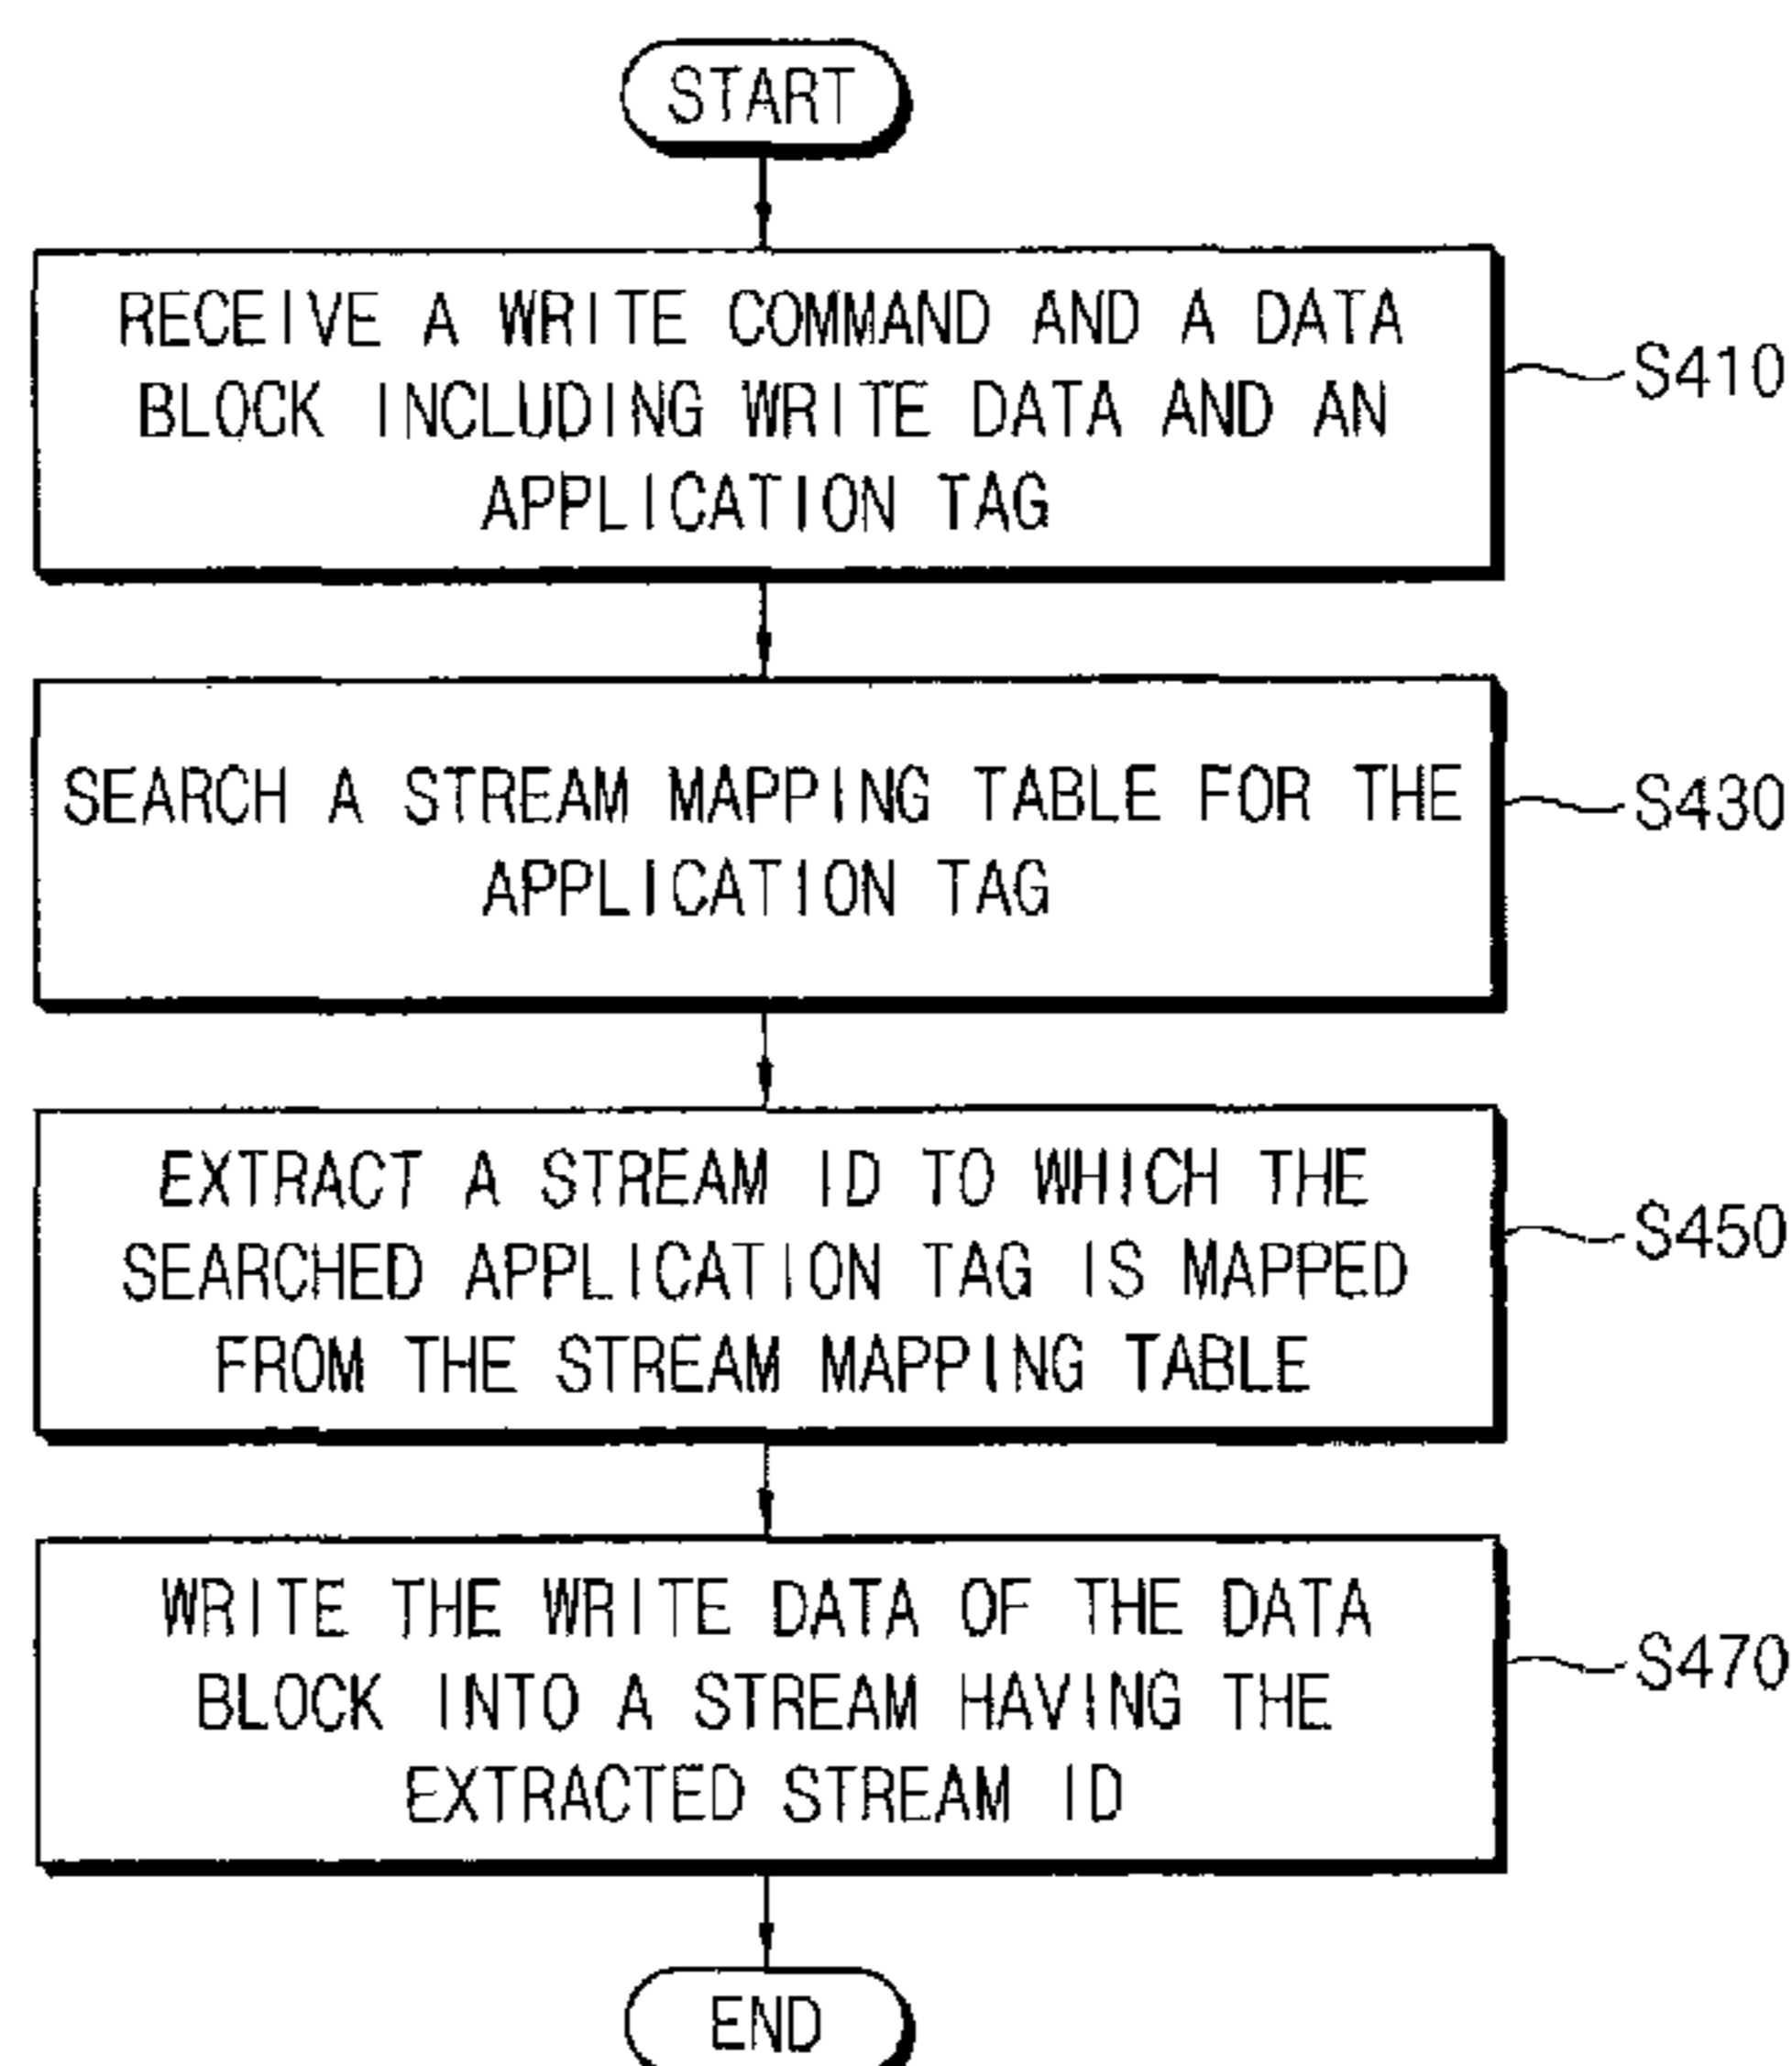 START
RECEIVE A WRITE COMMAND AND A DATA
BLOCK INCLUDING WRITE DATA AND AN
APPLICATION TAG
S410
SEARCH A STREAM MAPPING TABLE FOR THE
APPLICATION TAG
S430
EXTRACT A STREAM ID TO WHICH THE
SEARCHED APPLICATION TAG IS MAPPED
FROM THE STREAM MAPPING TABLE
S450
WRITE THE WRITE DATA OF THE DATA
BLOCK INTO A STREAM HAVING THE
EXTRACTED STREAM ID
S470
END